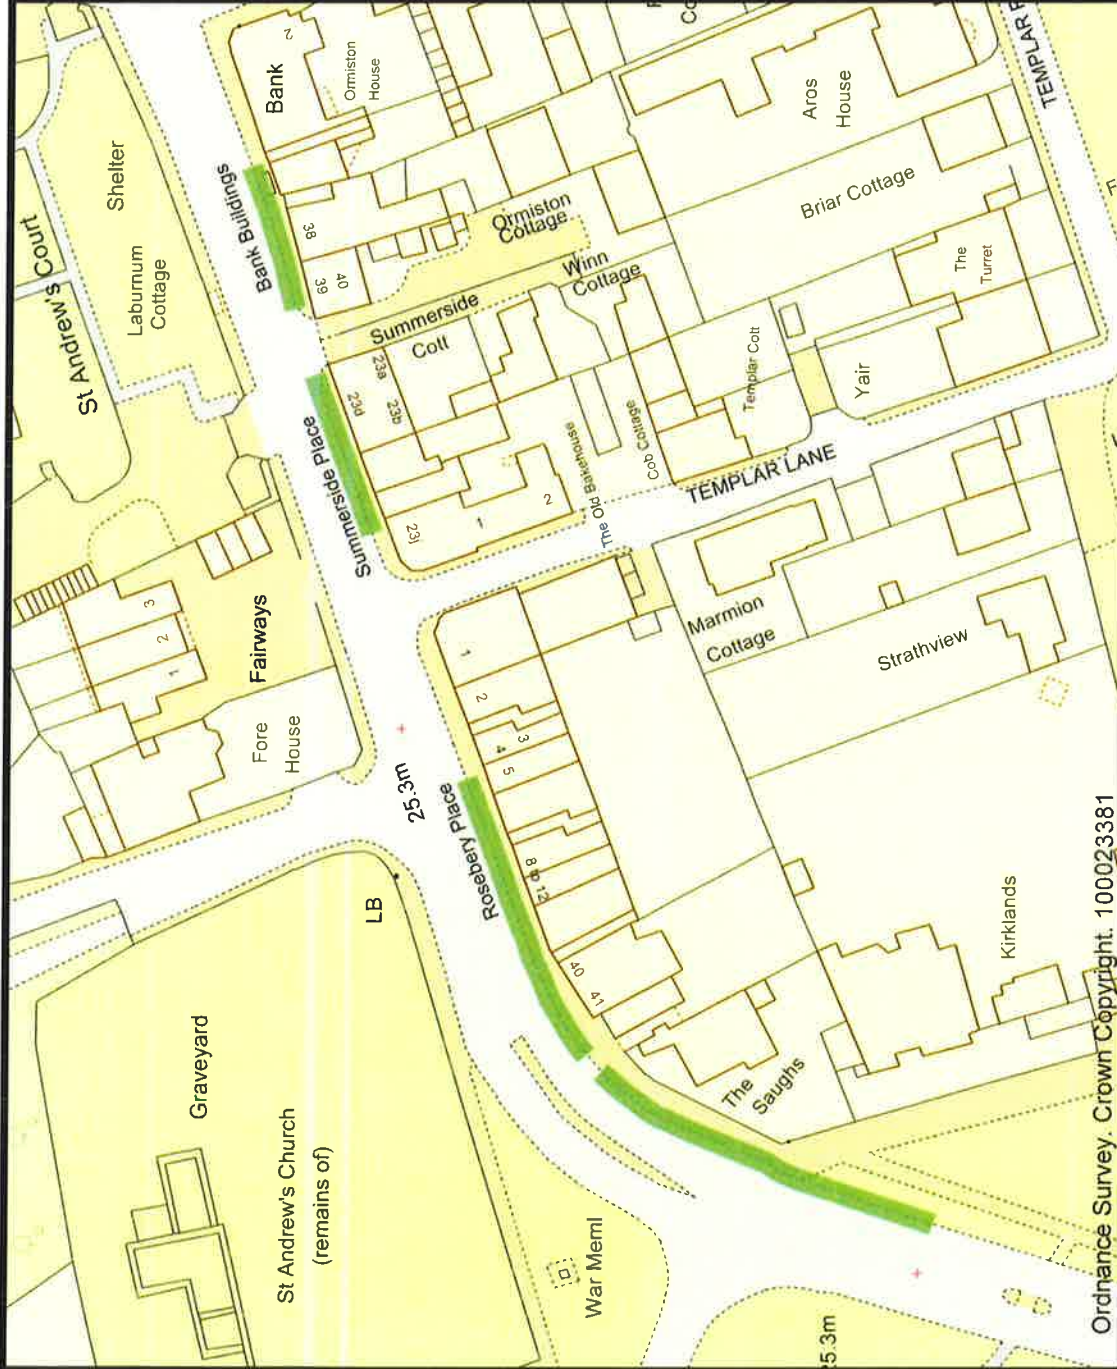 2
Bank
Ormiston
House
TEMPLAR
Aros
House
Shelter
Laburnum
Cottage
St Andrew's Court
Bank Buildings
38
39
40
Ormiston
Cottage
Winn
Cottage
Briar Cottage
The
Turret
Summerside
Cott
23a
23b
23d
Summerside Place
23j
1
2
The Old Bakehouse
Cob Cottage
Templar Cott
Yair
TEMPLAR LANE
3
2
1
Fairways
Fore
House
25.3m
1
2
3
4
5
8 to 12
Rosebery Place
40
41
Marmion
Cottage
Strathview
LB
Graveyard
St Andrew's Church
(remains of)
War Meml
The
Saughs
Kirklands
25.3m
Ordnance Survey. Crown Copyright. 100023381